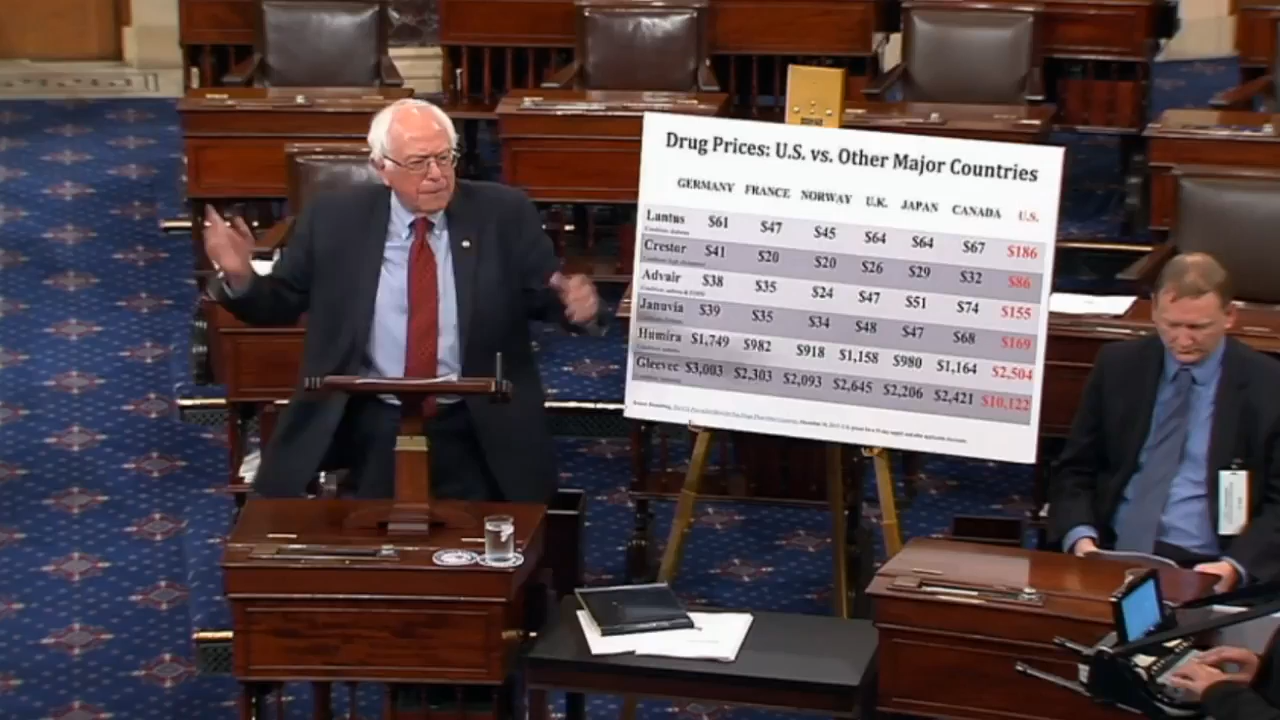 Drug Prices: U.S. vs. Other Major Countries
GERMANY FRANCE NORWAY U.K. JAPAN CANADA U.S.
Lantus $61 $47 $45 $64 $64 $67 $186
Crestor $41 $20 $20 $26 $29 $32 $86
Advair $38 $35 $24 $47 $51 $74 $155
Januvia $39 $35 $34 $48 $47 $68 $169
Humira $1,749 $982 $918 $1,158 $980 $1,164 $2,504
Gleevec $3,003 $2,303 $2,093 $2,645 $2,206 $2,421 $10,122